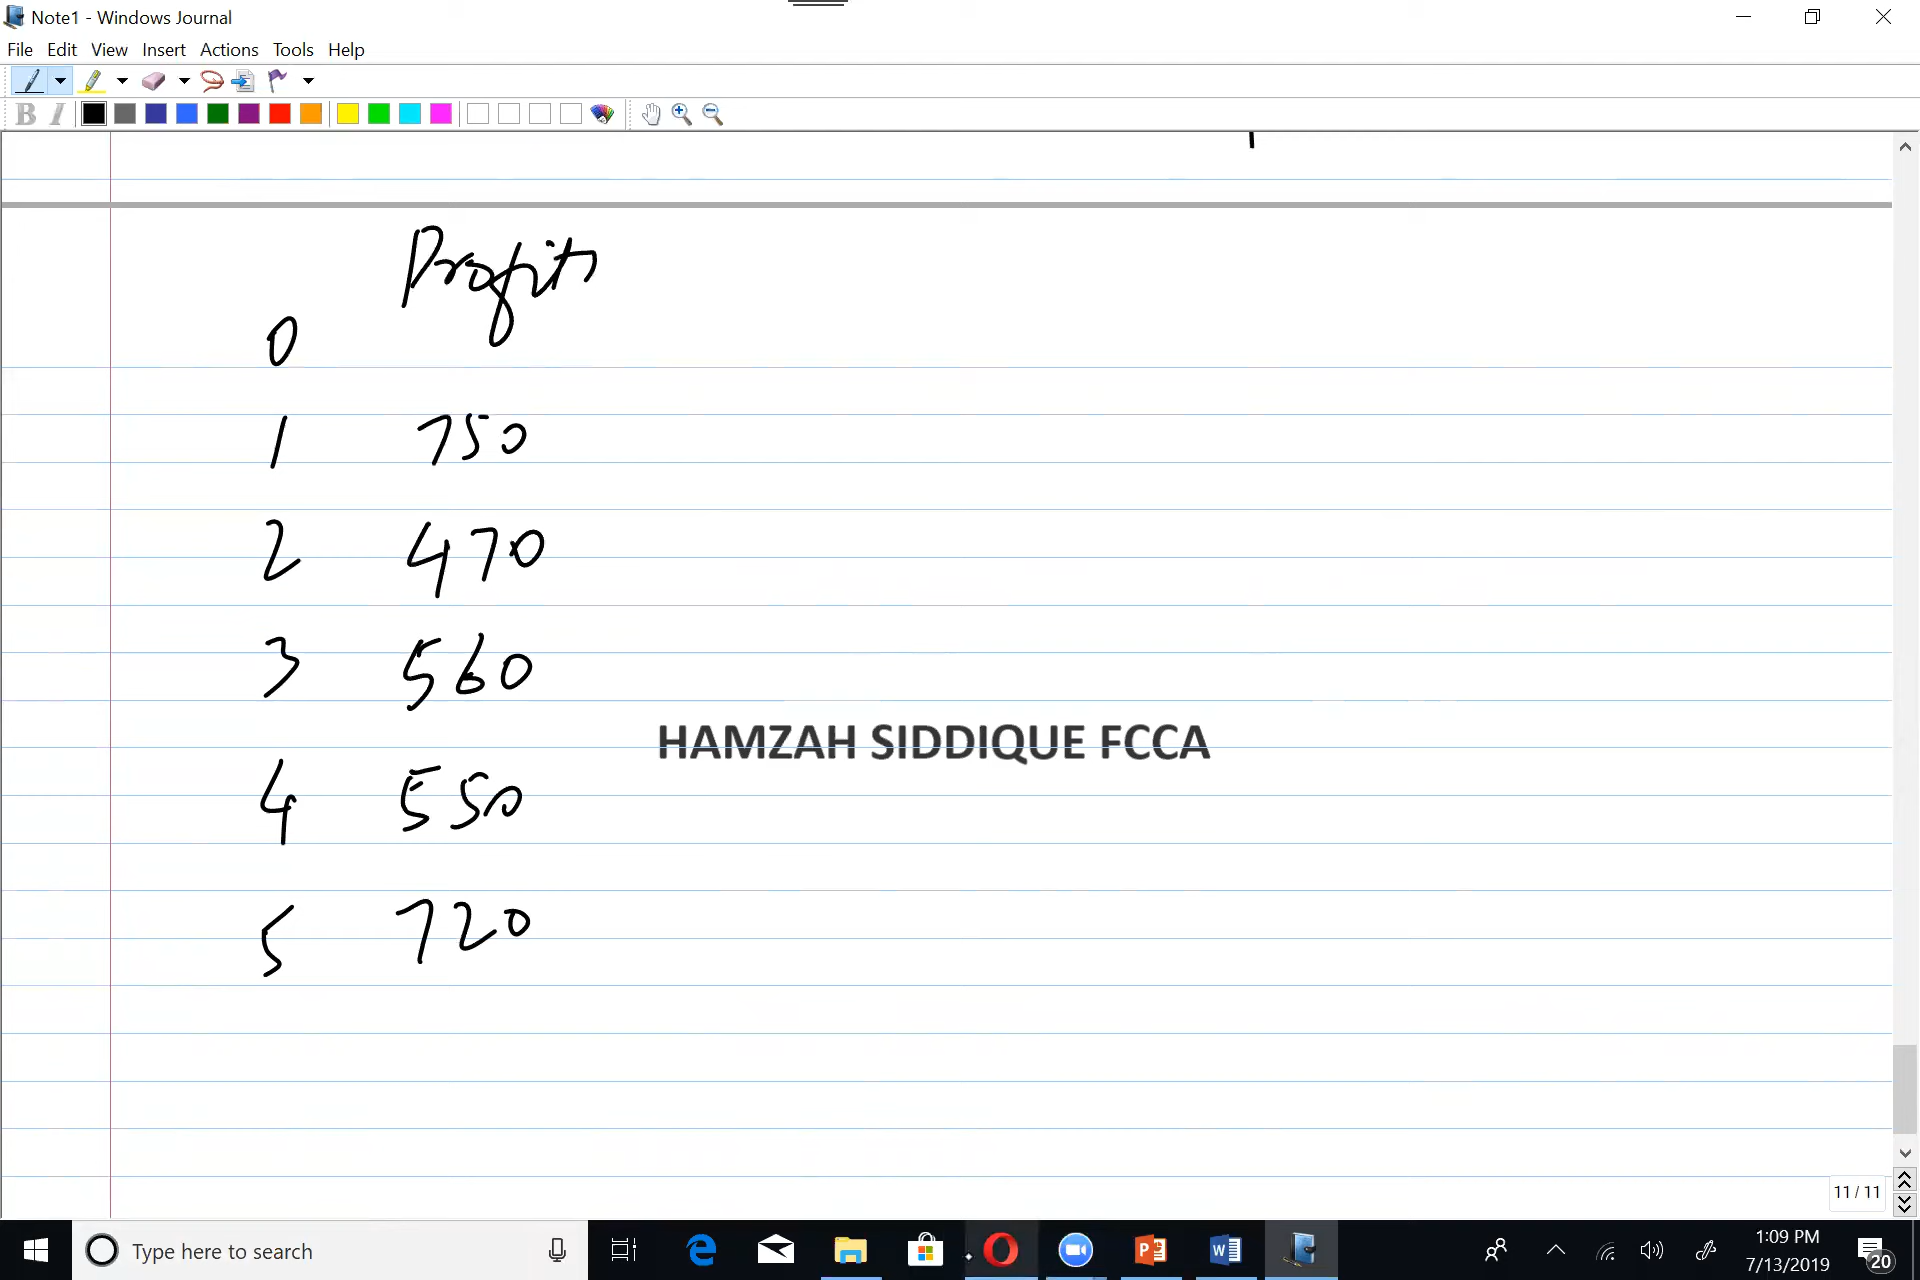 Note1 - Windows Journal
File Edit View Insert Actions Tools Help
B I
Profits
0
1 750
2 470
3 560
HAMZAH SIDDIQUE FCCA
4 550
5 720
11 / 11
Type here to search
1:09 PM
7/13/2019
20